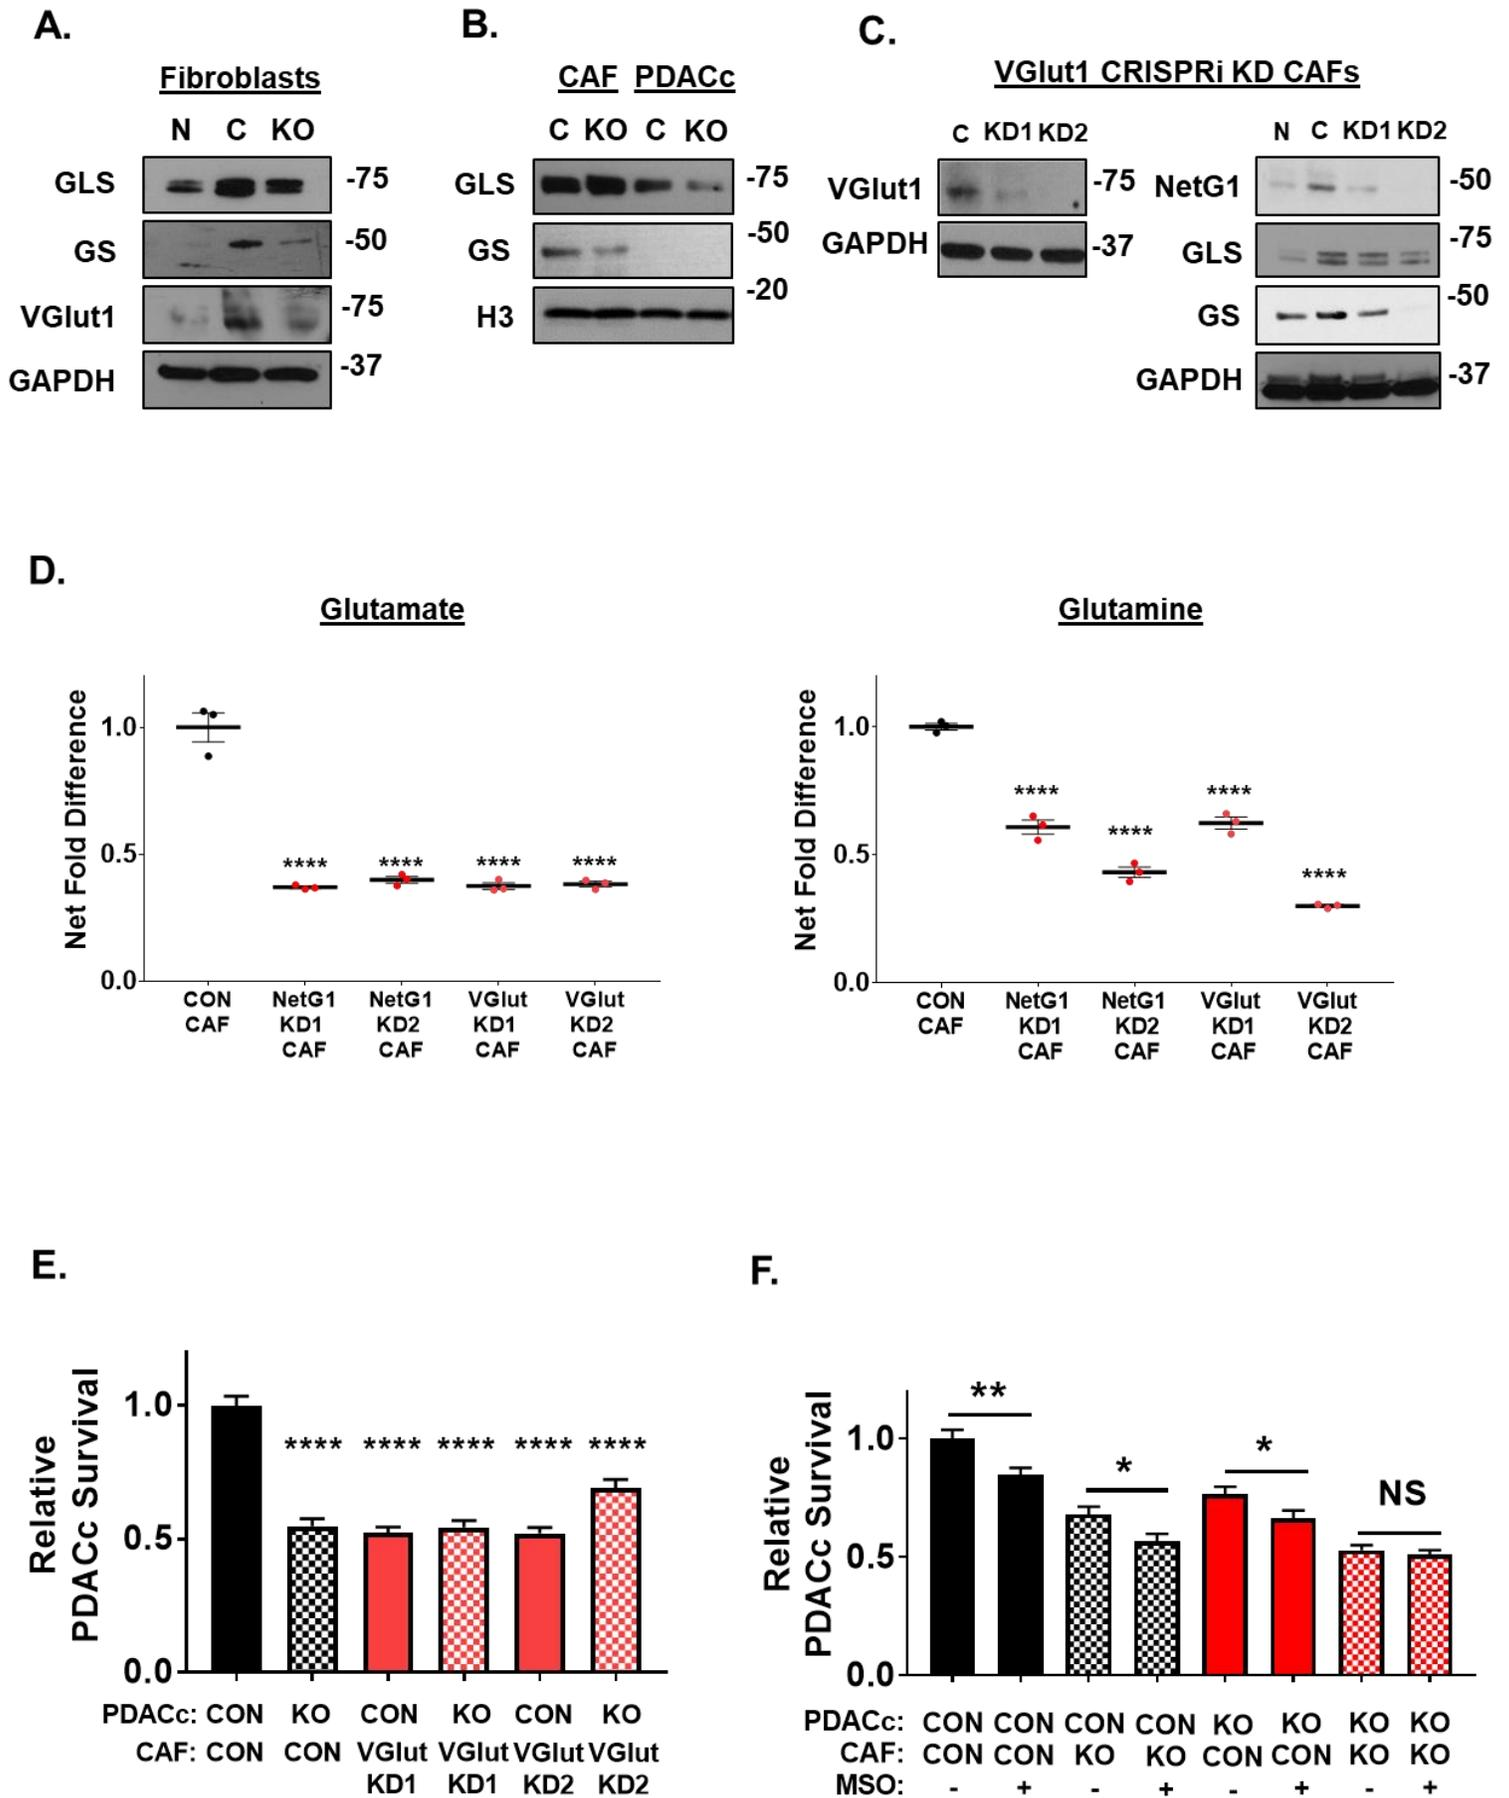 A.
Fibroblasts
N C KO
GLS -75
GS -50
VGlut1 -75
GAPDH -37
B.
CAF PDACc
C KO C KO
GLS -75
GS -50
H3 -20
C.
VGlut1 CRISPRi KD CAFs
C KD1 KD2
VGlut1 -75
GAPDH -37
N C KD1 KD2
NetG1 -50
GLS -75
GS -50
GAPDH -37
D.
Glutamate
Net Fold Difference
1.0
0.5
0.0
**** **** **** ****
CON NetG1 NetG1 VGlut VGlut
CAF KD1 KD2 KD1 KD2
CAF CAF CAF CAF
Glutamine
Net Fold Difference
1.0
0.5
0.0
**** **** **** ****
CON NetG1 NetG1 VGlut VGlut
CAF KD1 KD2 KD1 KD2
CAF CAF CAF CAF
E.
Relative
PDACc Survival
1.0
0.5
0.0
**** **** **** **** ****
PDACc: CON KO CON KO CON KO
CAF: CON CON VGlut VGlut VGlut VGlut
KD1 KD1 KD2 KD2
F.
Relative
PDACc Survival
1.0
0.5
0.0
** * * NS
PDACc: CON CON CON CON KO KO KO KO
CAF: CON CON KO KO CON CON KO KO
MSO: - + - + - + - +